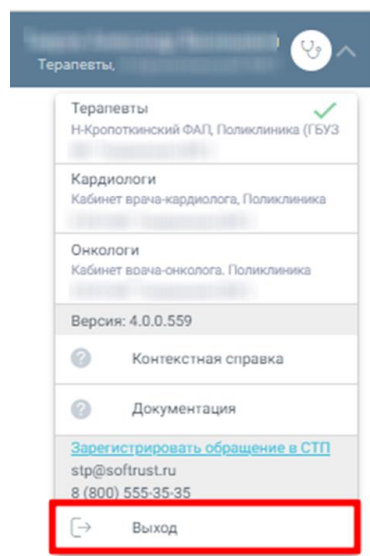 Терапевты,
Терапевты
Н-Кропоткинский ФАП, Поликлиника (ГБУЗ
Кардиологи
Кабинет врача-кардиолога, Поликлиника
Онкологи
Кабинет врача-онколога. Поликлиника
Версия: 4.0.0.559
Контекстная справка
Документация
Зарегистрировать обращение в СТП
stp@softrust.ru
8 (800) 555-35-35
Выход